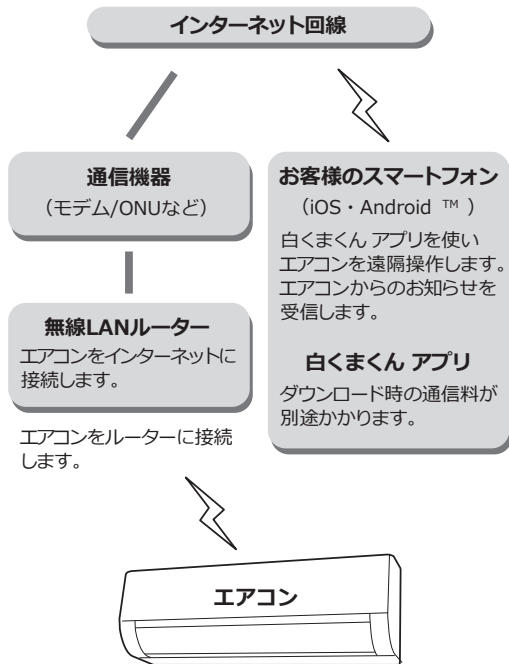 インターネット回線
通信機器
（モデム/ONUなど）
無線LANルーター
エアコンをインターネットに
接続します。
エアコンをルーターに接続
します。
お客様のスマートフォン
（iOS・Android ™ ）
白くまくん アプリを使い
エアコンを遠隔操作します。
エアコンからのお知らせを
受信します。
白くまくん アプリ
ダウンロード時の通信料が
別途かかります。
エアコン